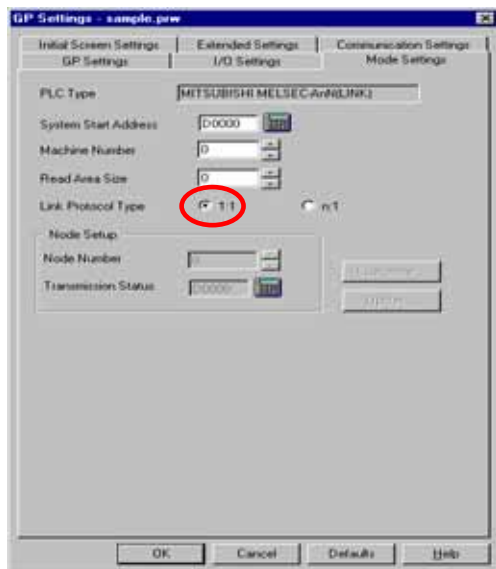 GP Settings - sample.prw
Initial Screen Settings
Extended Settings
Communication Settings
GP Settings
I/O Settings
Mode Settings
PLC Type
MITSUBISHI MELSEC-AnN(LINK)
System Start Address
D0000
Machine Number
0
Read Area Size
0
Link Protocol Type
1:1
n:1
Node Setup
Node Number
Transmission Status
D0000
OK
Cancel
Defaults
Help